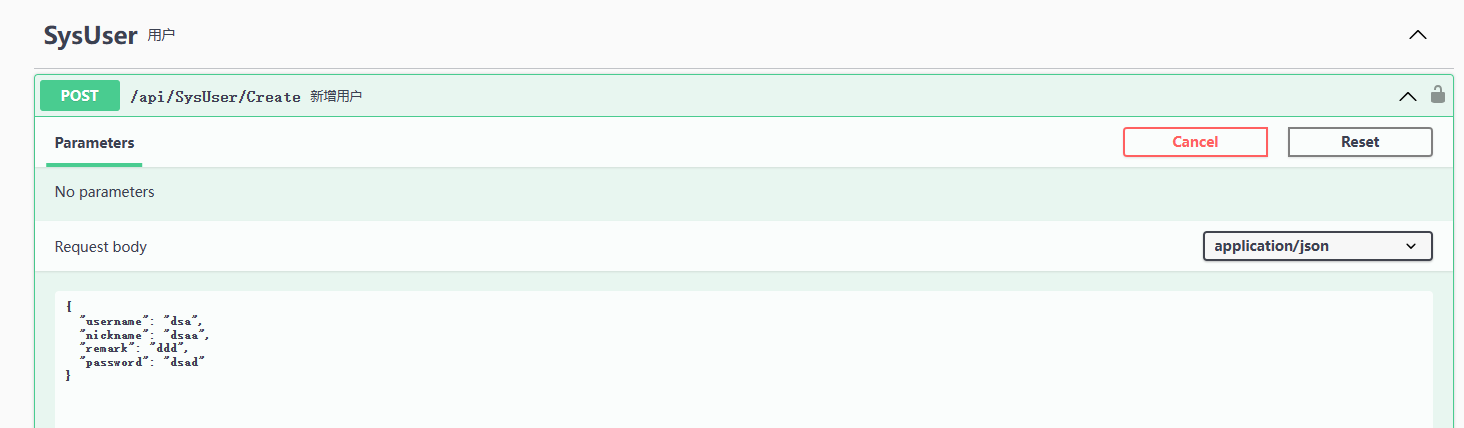 SysUser 用户
POST /api/SysUser/Create 新增用户
Parameters Cancel Reset
No parameters
Request body application/json
{
"username": "dsa",
"nickname": "dsaa",
"remark": "ddd",
"password": "dsad"
}